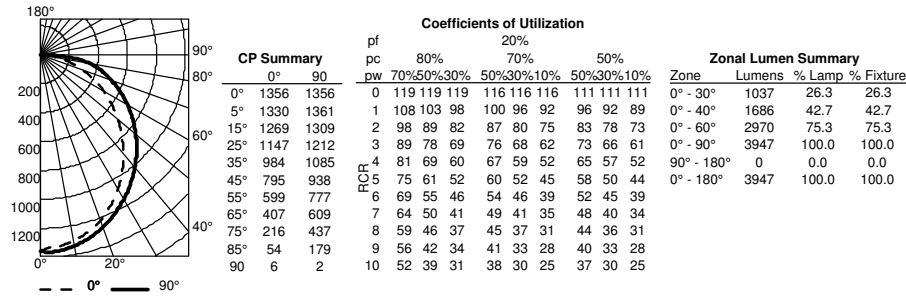 180°
90°
80°
60°
40°
20°
0°
200
400
600
800
1000
1200
0° 90°
CP Summary
0° 90
0° 1356 1356
5° 1330 1361
15° 1269 1309
25° 1147 1212
35° 984 1085
45° 795 938
55° 599 777
65° 407 609
75° 216 437
85° 54 179
90 6 2
Coefficients of Utilization
pf 20%
pc 80% 70% 50%
pw 70%50%30% 50%30%10% 50%30%10%
RCR
0 119 119 119 116 116 116 111 111 111
1 108 103 98 100 96 92 96 92 89
2 98 89 82 87 80 75 83 78 73
3 89 78 69 76 68 62 73 66 61
4 81 69 60 67 59 52 65 57 52
5 75 61 52 60 52 45 58 50 44
6 69 55 46 54 46 39 52 45 39
7 64 50 41 49 41 35 48 40 34
8 59 46 37 45 37 31 44 36 31
9 56 42 34 41 33 28 40 33 28
10 52 39 31 38 30 25 37 30 25
Zonal Lumen Summary
Zone Lumens % Lamp % Fixture
0° - 30° 1037 26.3 26.3
0° - 40° 1686 42.7 42.7
0° - 60° 2970 75.3 75.3
0° - 90° 3947 100.0 100.0
90° - 180° 0 0.0 0.0
0° - 180° 3947 100.0 100.0